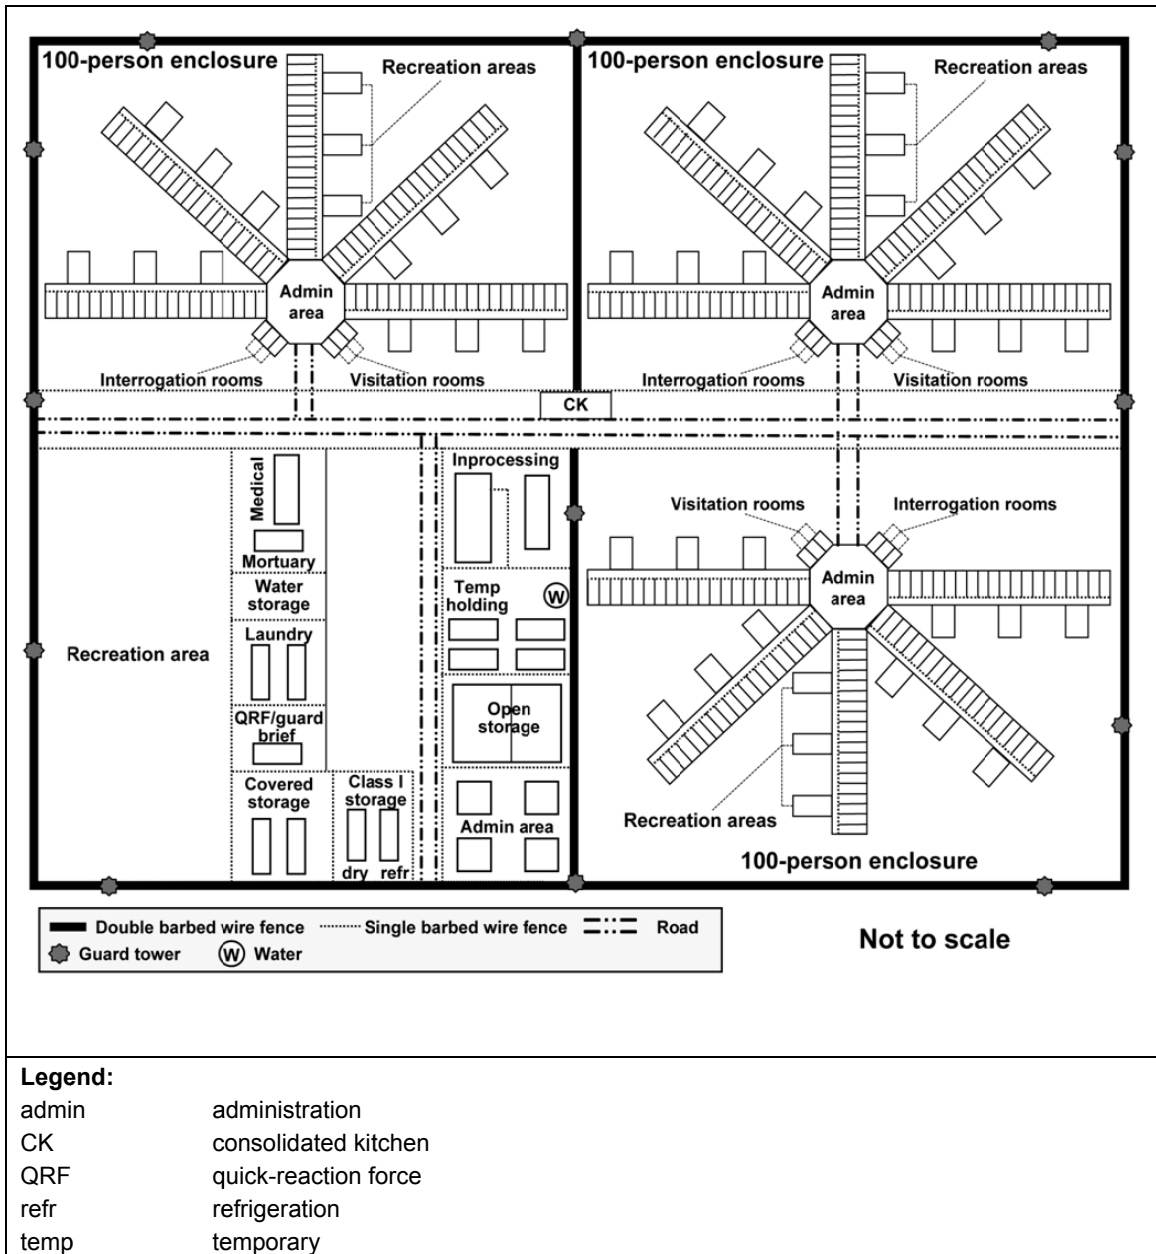 100-person enclosure
Recreation areas
Admin
area
Interrogation rooms
Visitation rooms
100-person enclosure
Recreation areas
Admin
area
Interrogation rooms
Visitation rooms
CK
Medical
Mortuary
Water
storage
Laundry
QRF/guard
brief
Covered
storage
Class I
storage
dry refr
Recreation area
Inprocessing
Temp
holding
W
Open
storage
Admin area
Visitation rooms
Interrogation rooms
Admin
area
Recreation areas
100-person enclosure
Double barbed wire fence Single barbed wire fence Road
Guard tower W Water
Not to scale
Legend:
admin administration
CK consolidated kitchen
QRF quick-reaction force
refr refrigeration
temp temporary